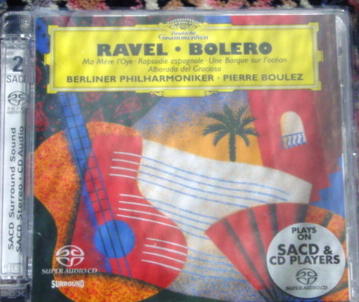 Deutsche
Grammophon
RAVEL · BOLERO
Ma Mère l'Oye · Rapsodie espagnole · Une Barque sur l'océan
Alborada del Gracioso
BERLINER PHILHARMONIKER · PIERRE BOULEZ
2
SACD
SACD Surround Sound
SACD Stereo · CD Audio
PLAYS
ON
SACD &
CD PLAYERS
SUPER AUDIO CD
SURROUND